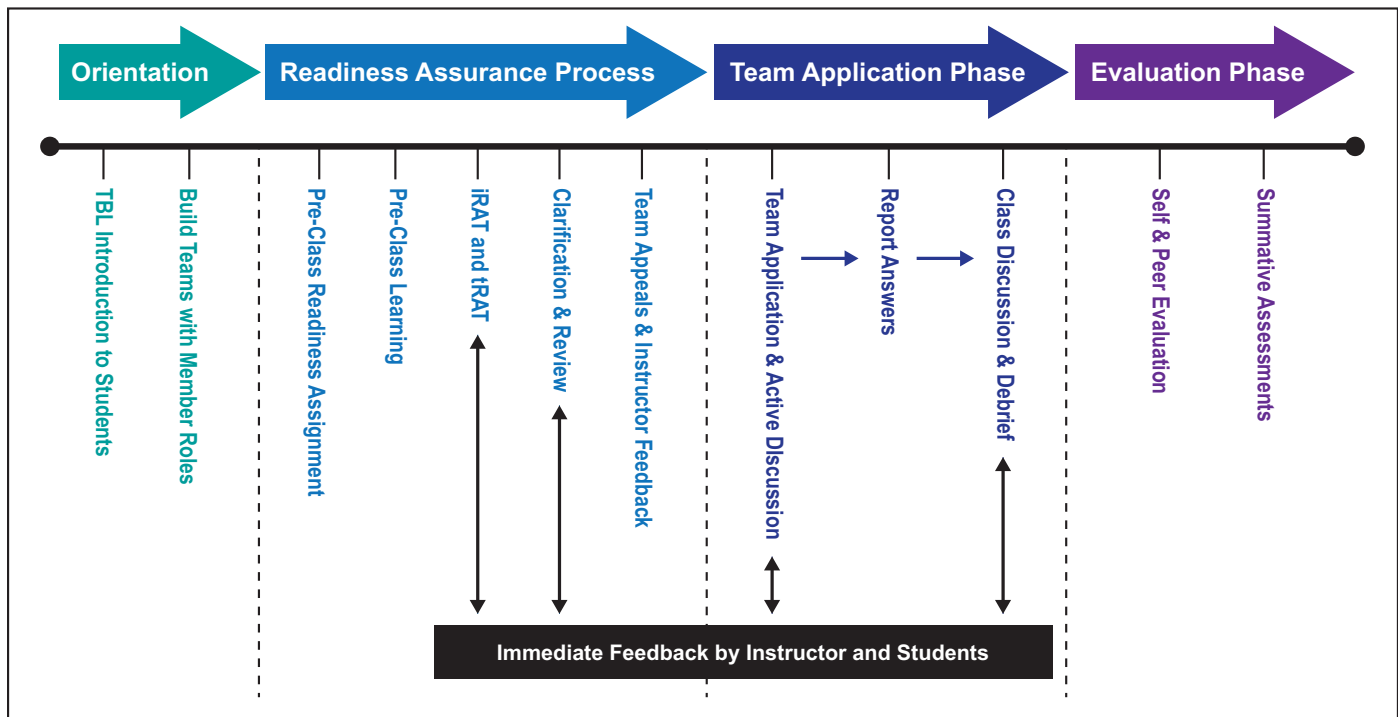 Orientation
Readiness Assurance Process
Team Application Phase
Evaluation Phase
TBL Introduction to Students
Build Teams with Member Roles
Pre-Class Readiness Assignment
Pre-Class Learning
iRAT and tRAT
Clarification & Review
Team Appeals & Instructor Feedback
Team Application & Active DIscussion
Report Answers
Class Discussion & Debrief
Self & Peer Evaluation
Summative Assessments
Immediate Feedback by Instructor and Students